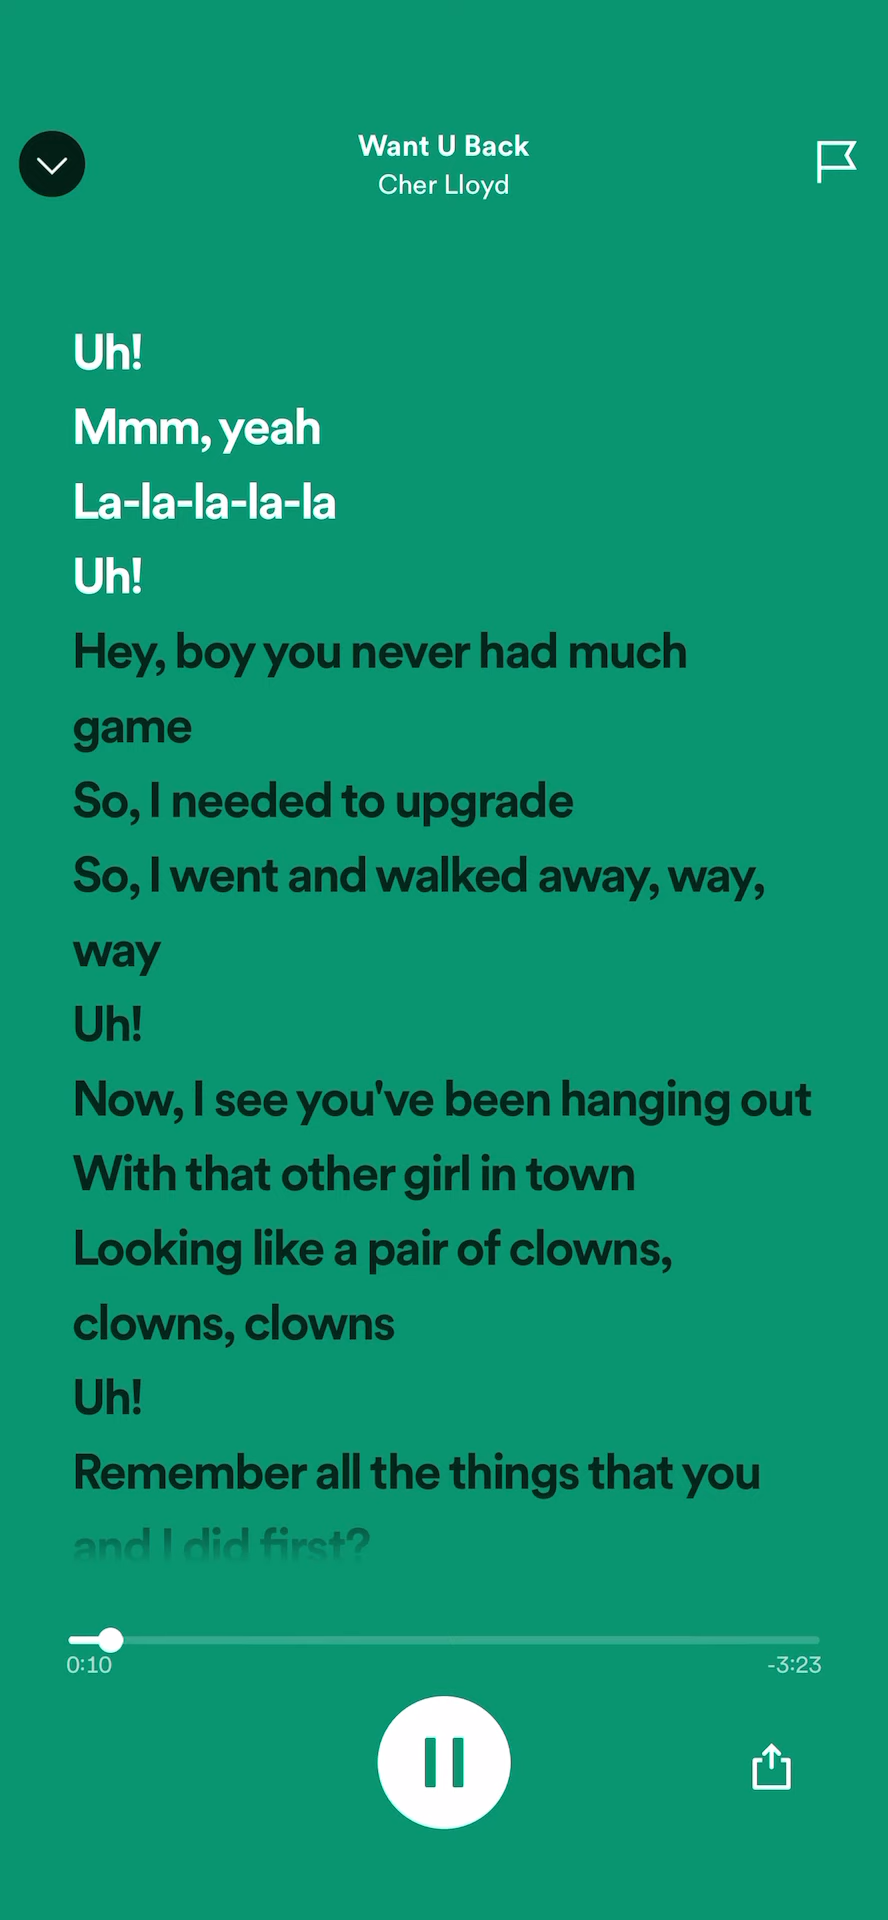 Want U Back
Cher Lloyd
Uh!
Mmm, yeah
La-la-la-la-la
Uh!
Hey, boy you never had much
game
So, I needed to upgrade
So, I went and walked away, way,
way
Uh!
Now, I see you've been hanging out
With that other girl in town
Looking like a pair of clowns,
clowns, clowns
Uh!
Remember all the things that you
and I did first?
0:10
-3:23